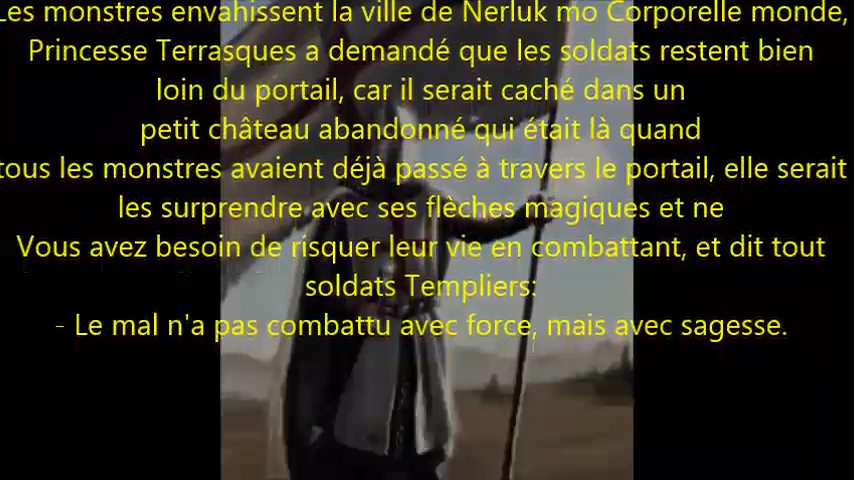 Les monstres envahissent la ville de Nerluk mo Corporelle monde,
Princesse Terrasques a demandé que les soldats restent bien
loin du portail, car il serait caché dans un
petit château abandonné qui était là quand
tous les monstres avaient déjà passé à travers le portail, elle serait
les surprendre avec ses flèches magiques et ne
Vous avez besoin de risquer leur vie en combattant, et dit tout
soldats Templiers:
- Le mal n'a pas combattu avec force, mais avec sagesse.